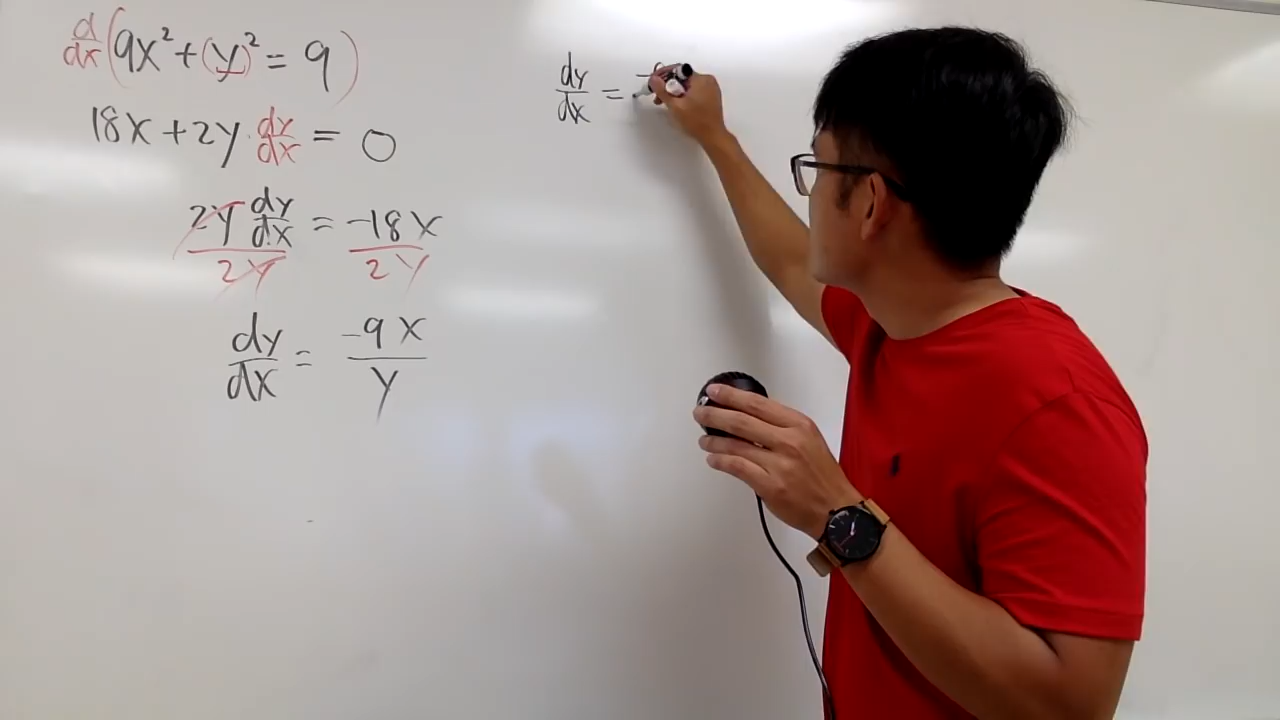 d/dx(9x²+(y)²=9)
18x+2y·dy/dx=0
2y dy/dx/2y=-18x/2y
dy/dx=-9x/y
dy/dx=